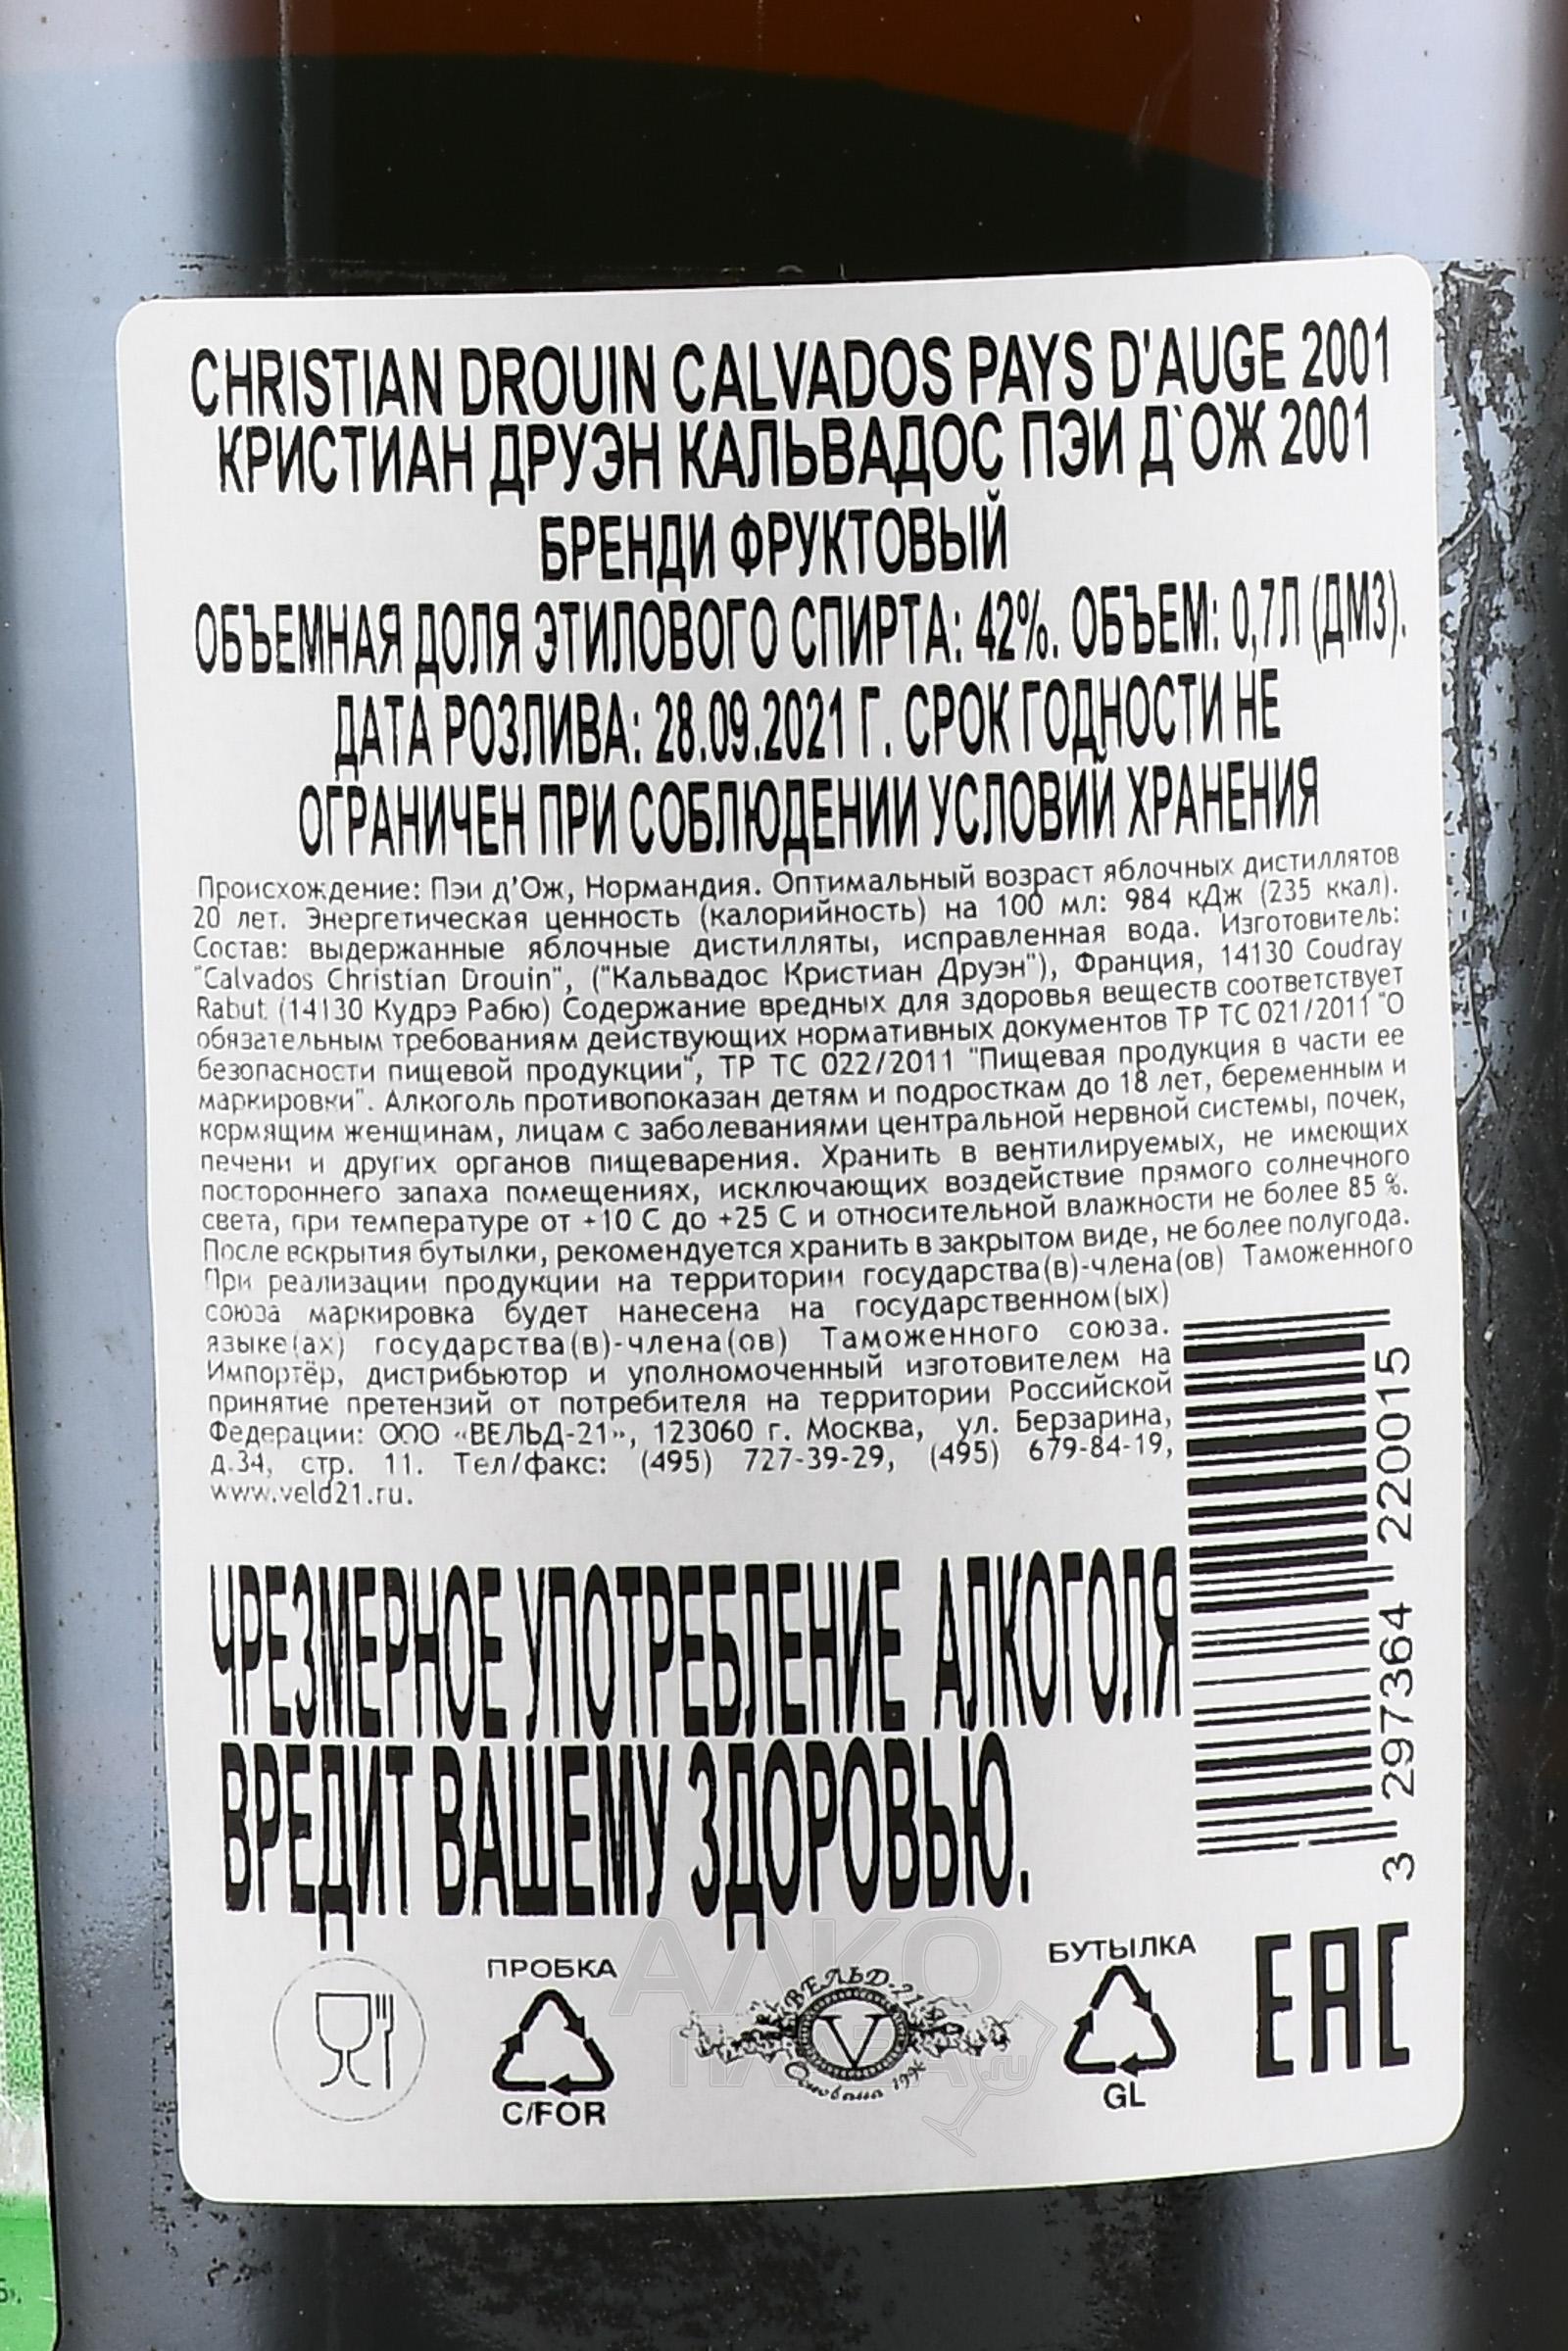 CHRISTIAN DROUIN CALVADOS PAYS D'AUGE 2001
КРИСТИАН ДРУЭН КАЛЬВАДОС ПЭИ Д`ОЖ 2001
БРЕНДИ ФРУКТОВЫЙ
ОБЪЕМНАЯ ДОЛЯ ЭТИЛОВОГО СПИРТА: 42%. ОБЪЕМ: 0,7Л (ДМ3).
ДАТА РОЗЛИВА: 28.09.2021 Г. СРОК ГОДНОСТИ НЕ
ОГРАНИЧЕН ПРИ СОБЛЮДЕНИИ УСЛОВИЙ ХРАНЕНИЯ
Происхождение: Пэи д'Ож, Нормандия. Оптимальный возраст яблочных дистиллятов
20 лет. Энергетическая ценность (калорийность) на 100 мл: 984 кДж (235 ккал).
Состав: выдержанные яблочные дистилляты, исправленная вода. Изготовитель:
"Calvados Christian Drouin", ("Кальвадос Кристиан Друэн"), Франция, 14130 Coudray
Rabut (14130 Кудрэ Рабю) Содержание вредных для здоровья веществ соответствует
обязательным требованиям действующих нормативных документов ТР ТС 021/2011 "О
безопасности пищевой продукции", ТР ТС 022/2011 "Пищевая продукция в части ее
маркировки". Алкоголь противопоказан детям и подросткам до 18 лет, беременным и
кормящим женщинам, лицам с заболеваниями центральной нервной системы, почек,
печени и других органов пищеварения. Хранить в вентилируемых, не имеющих
постороннего запаха помещениях, исключающих воздействие прямого солнечного
света, при температуре от +10 С до +25 С и относительной влажности не более 85 %.
После вскрытия бутылки, рекомендуется хранить в закрытом виде, не более полугода.
При реализации продукции на территории государства(в)-члена(ов) Таможенного
союза маркировка будет нанесена на государственном(ых)
языке(ах) государства(в)-члена(ов) Таможенного союза.
Импортёр, дистрибьютор и уполномоченный изготовителем на
принятие претензий от потребителя на территории Российской
Федерации: ООО «ВЕЛЬД-21», 123060 г. Москва, ул. Берзарина,
д.34, стр. 11. Тел/факс: (495) 727-39-29, (495) 679-84-19,
www.veld21.ru.
3 297364 220015
ЧРЕЗМЕРНОЕ УПОТРЕБЛЕНИЕ АЛКОГОЛЯ
ВРЕДИТ ВАШЕМУ ЗДОРОВЬЮ.
ПРОБКА
C/FOR
ВЕЛЬД-21
V
Основана 1996
БУТЫЛКА
GL
EAC
АЛКО
ПАЛКА.ru